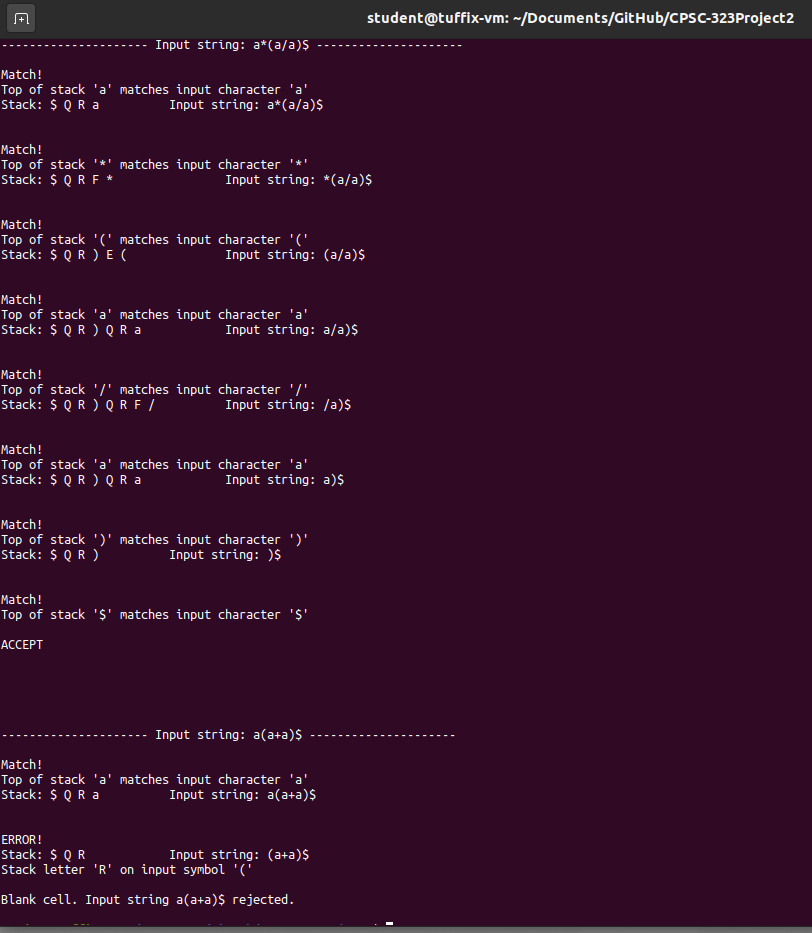 student@tuffix-vm: ~/Documents/GitHub/CPSC-323Project2
--------------------- Input string: a*(a/a)$ ---------------------
Match!
Top of stack 'a' matches input character 'a'
Stack: $ Q R a          Input string: a*(a/a)$
Match!
Top of stack '*' matches input character '*'
Stack: $ Q R F *                Input string: *(a/a)$
Match!
Top of stack '(' matches input character '('
Stack: $ Q R ) E (              Input string: (a/a)$
Match!
Top of stack 'a' matches input character 'a'
Stack: $ Q R ) Q R a            Input string: a/a)$
Match!
Top of stack '/' matches input character '/'
Stack: $ Q R ) Q R F /          Input string: /a)$
Match!
Top of stack 'a' matches input character 'a'
Stack: $ Q R ) Q R a            Input string: a)$
Match!
Top of stack ')' matches input character ')'
Stack: $ Q R )          Input string: )$
Match!
Top of stack '$' matches input character '$'
ACCEPT
--------------------- Input string: a(a+a)$ ---------------------
Match!
Top of stack 'a' matches input character 'a'
Stack: $ Q R a          Input string: a(a+a)$
ERROR!
Stack: $ Q R            Input string: (a+a)$
Stack letter 'R' on input symbol '('
Blank cell. Input string a(a+a)$ rejected.